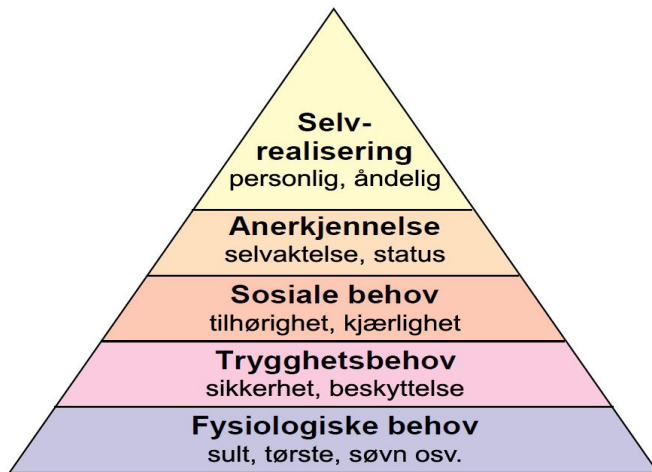 Selv-
realisering
personlig, åndelig
Anerkjennelse
selvaktelse, status
Sosiale behov
tilhørighet, kjærlighet
Trygghetsbehov
sikkerhet, beskyttelse
Fysiologiske behov
sult, tørste, søvn osv.